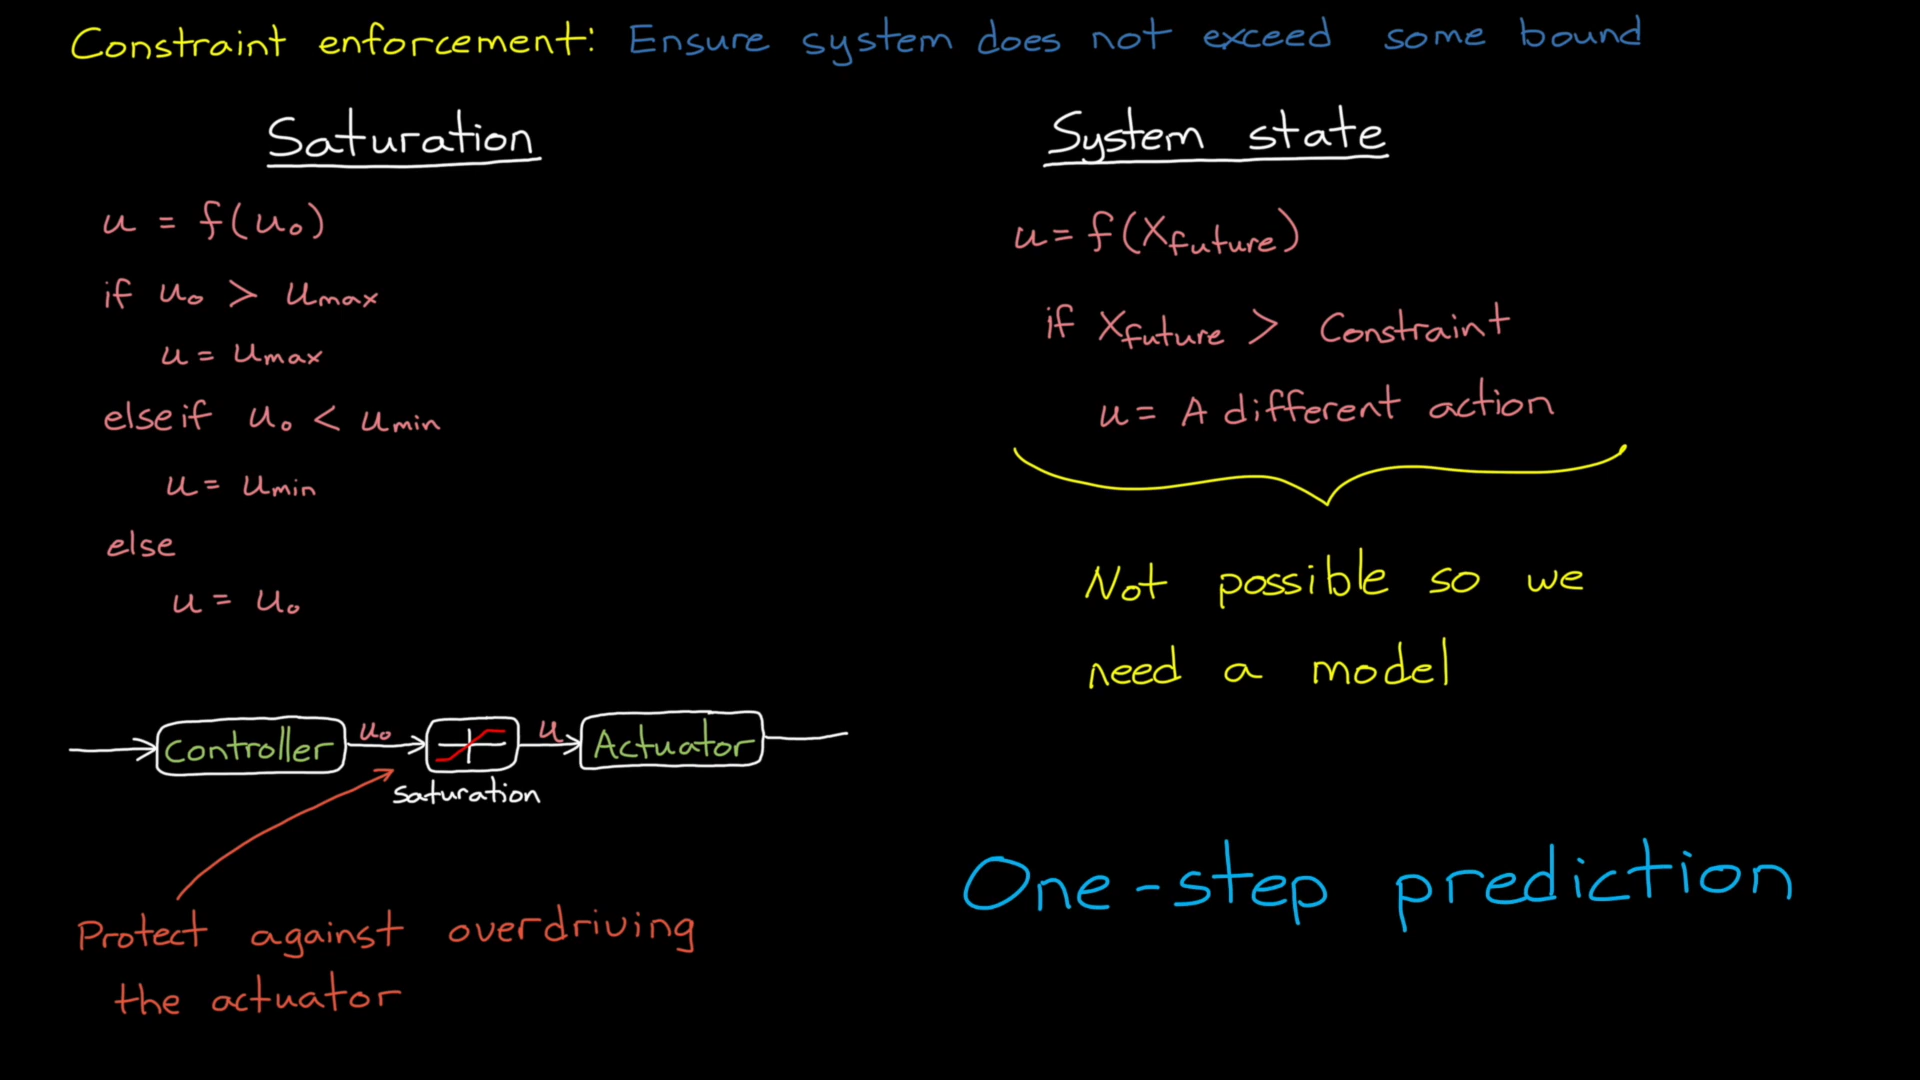 Constraint enforcement: Ensure system does not exceed some bound
Saturation
u = f(u₀)
if u₀ > umax
u = umax
elseif u₀ < umin
u = umin
else
u = u₀
Controller
u₀
saturation
u
Actuator
Protect against overdriving
the actuator
System state
u = f(Xfuture)
if Xfuture > Constraint
u = A different action
Not possible so we
need a model
One-step prediction